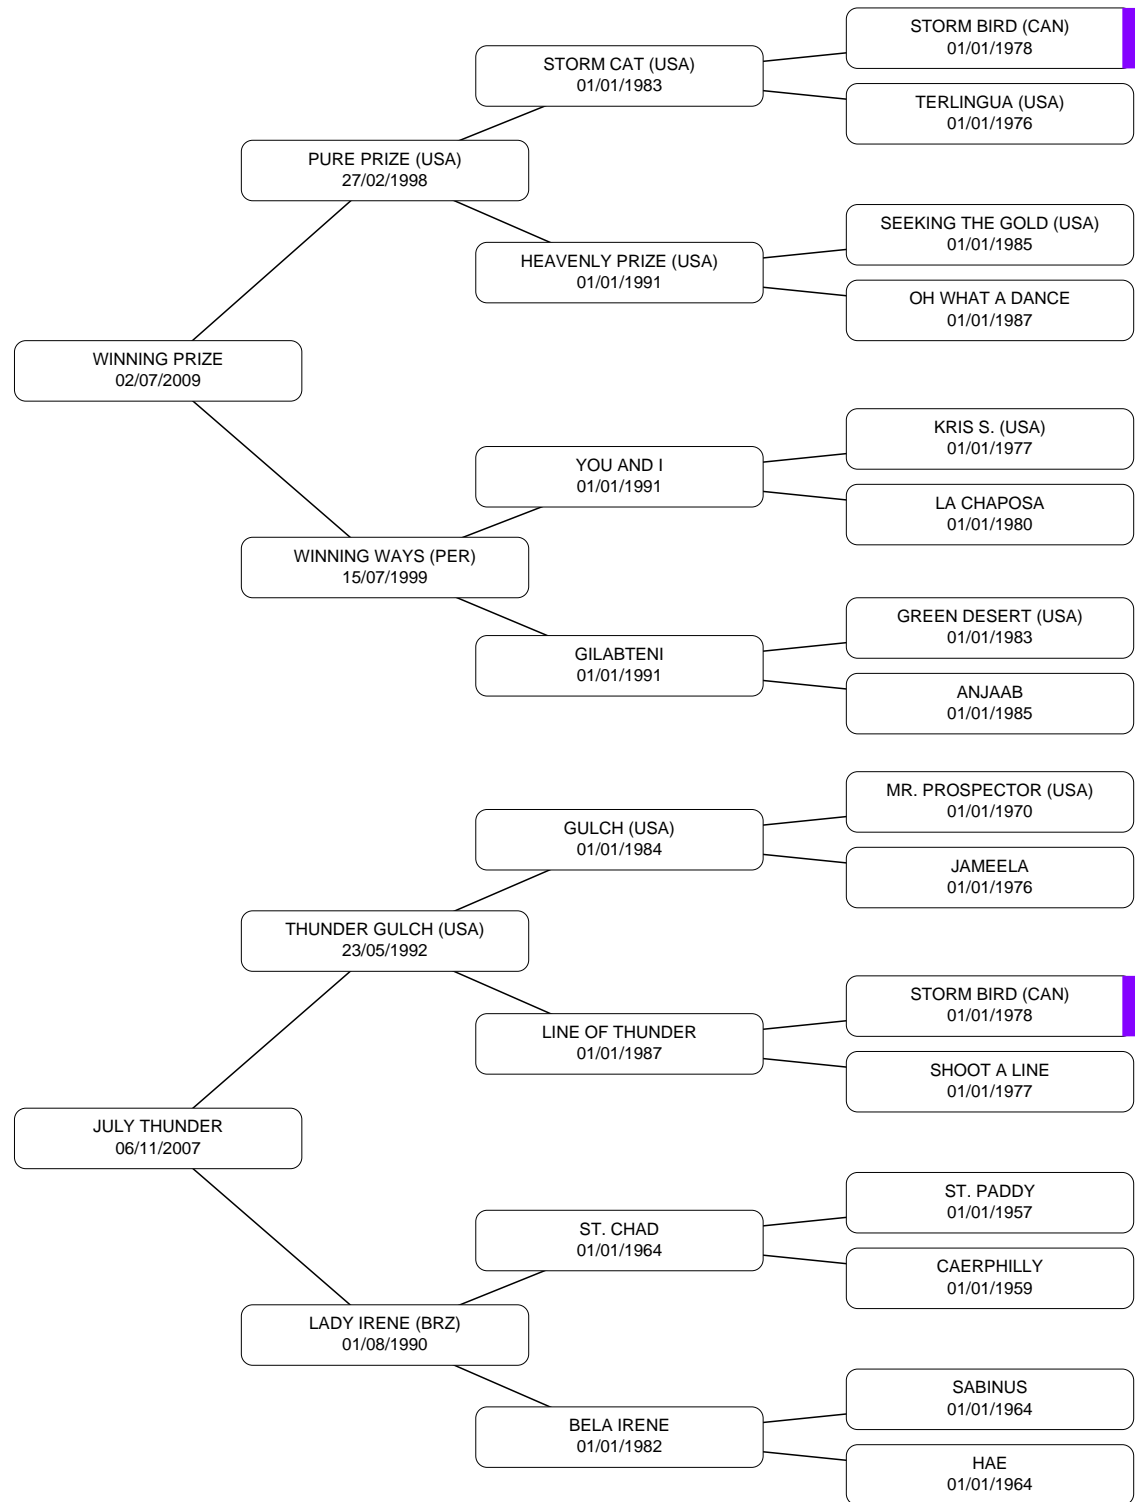 STORM BIRD (CAN)
01/01/1978
STORM CAT (USA)
01/01/1983
TERLINGUA (USA)
01/01/1976
PURE PRIZE (USA)
27/02/1998
SEEKING THE GOLD (USA)
01/01/1985
HEAVENLY PRIZE (USA)
01/01/1991
OH WHAT A DANCE
01/01/1987
WINNING PRIZE
02/07/2009
KRIS S. (USA)
01/01/1977
YOU AND I
01/01/1991
LA CHAPOSA
01/01/1980
WINNING WAYS (PER)
15/07/1999
GREEN DESERT (USA)
01/01/1983
GILABTENI
01/01/1991
ANJAAB
01/01/1985
MR. PROSPECTOR (USA)
01/01/1970
GULCH (USA)
01/01/1984
JAMEELA
01/01/1976
THUNDER GULCH (USA)
23/05/1992
STORM BIRD (CAN)
01/01/1978
LINE OF THUNDER
01/01/1987
SHOOT A LINE
01/01/1977
JULY THUNDER
06/11/2007
ST. PADDY
01/01/1957
ST. CHAD
01/01/1964
CAERPHILLY
01/01/1959
LADY IRENE (BRZ)
01/08/1990
SABINUS
01/01/1964
BELA IRENE
01/01/1982
HAE
01/01/1964